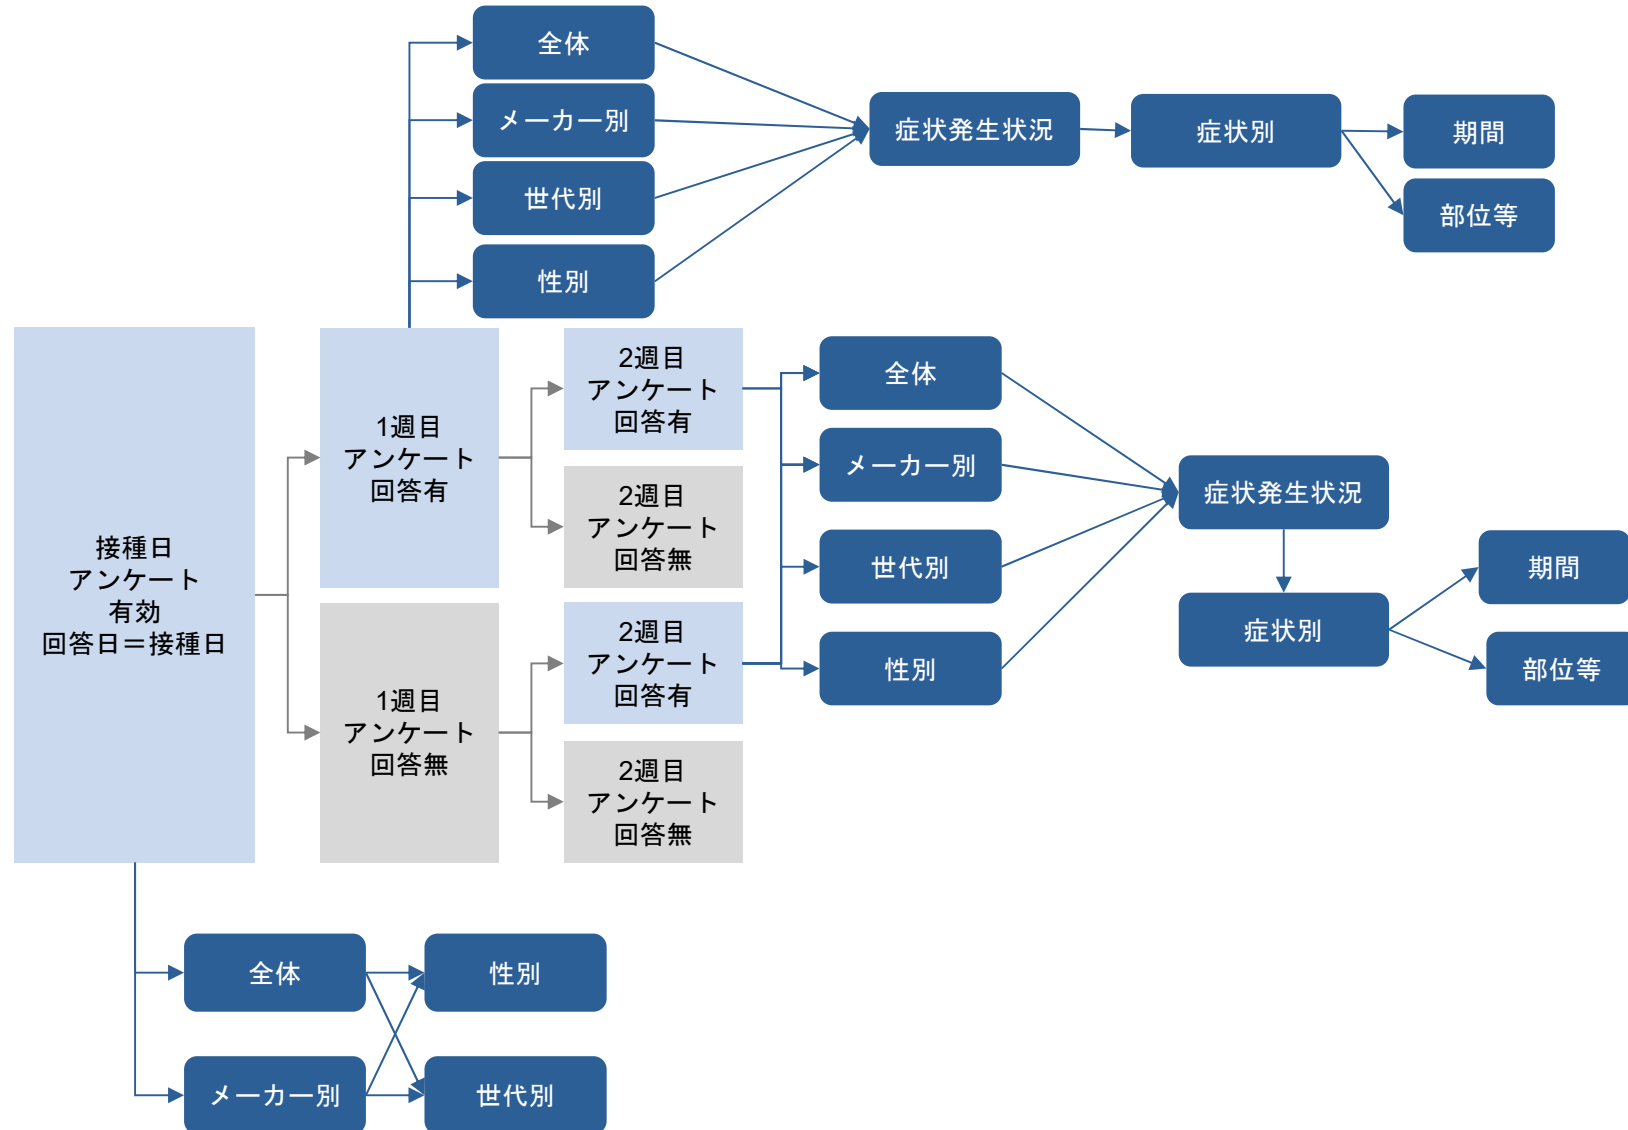 全体
メーカー別
世代別
性別
症状発生状況
症状別
期間
部位等
接種日
アンケート
有効
回答日＝接種日
1週目
アンケート
回答有
1週目
アンケート
回答無
2週目
アンケート
回答有
2週目
アンケート
回答無
2週目
アンケート
回答有
2週目
アンケート
回答無
全体
メーカー別
世代別
性別
症状発生状況
症状別
期間
部位等
全体
性別
メーカー別
世代別